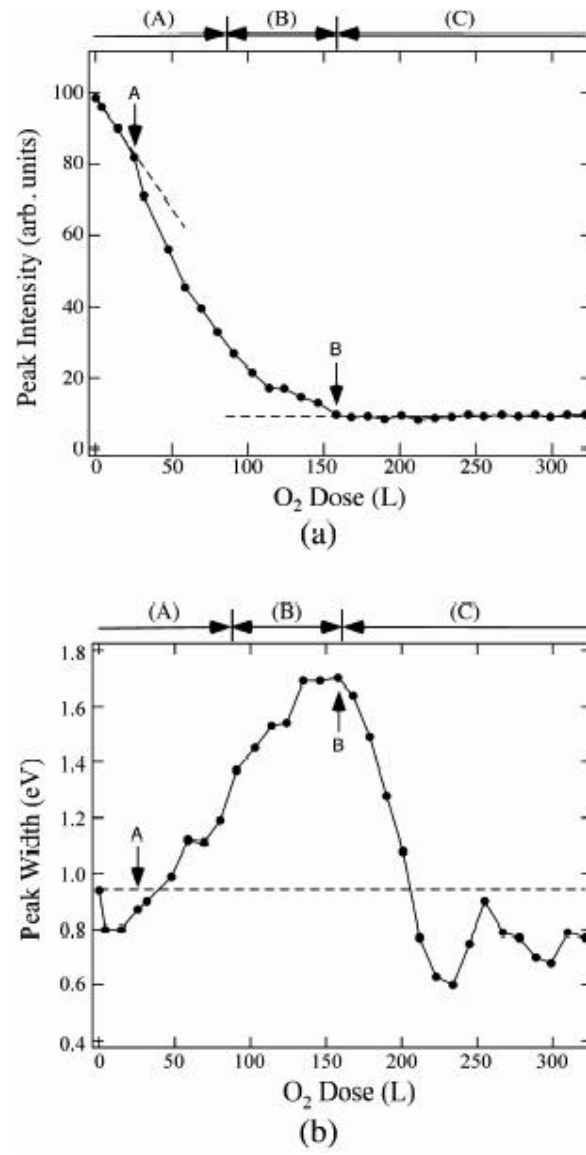 (A) (B) (C)
100
80
60
40
20
0
A
B
Peak Intensity (arb. units)
0 50 100 150 200 250 300
O₂ Dose (L)
(a)
(A) (B) (C)
1.8
1.6
1.4
1.2
1.0
0.8
0.6
0.4
A
B
Peak Width (eV)
0 50 100 150 200 250 300
O₂ Dose (L)
(b)